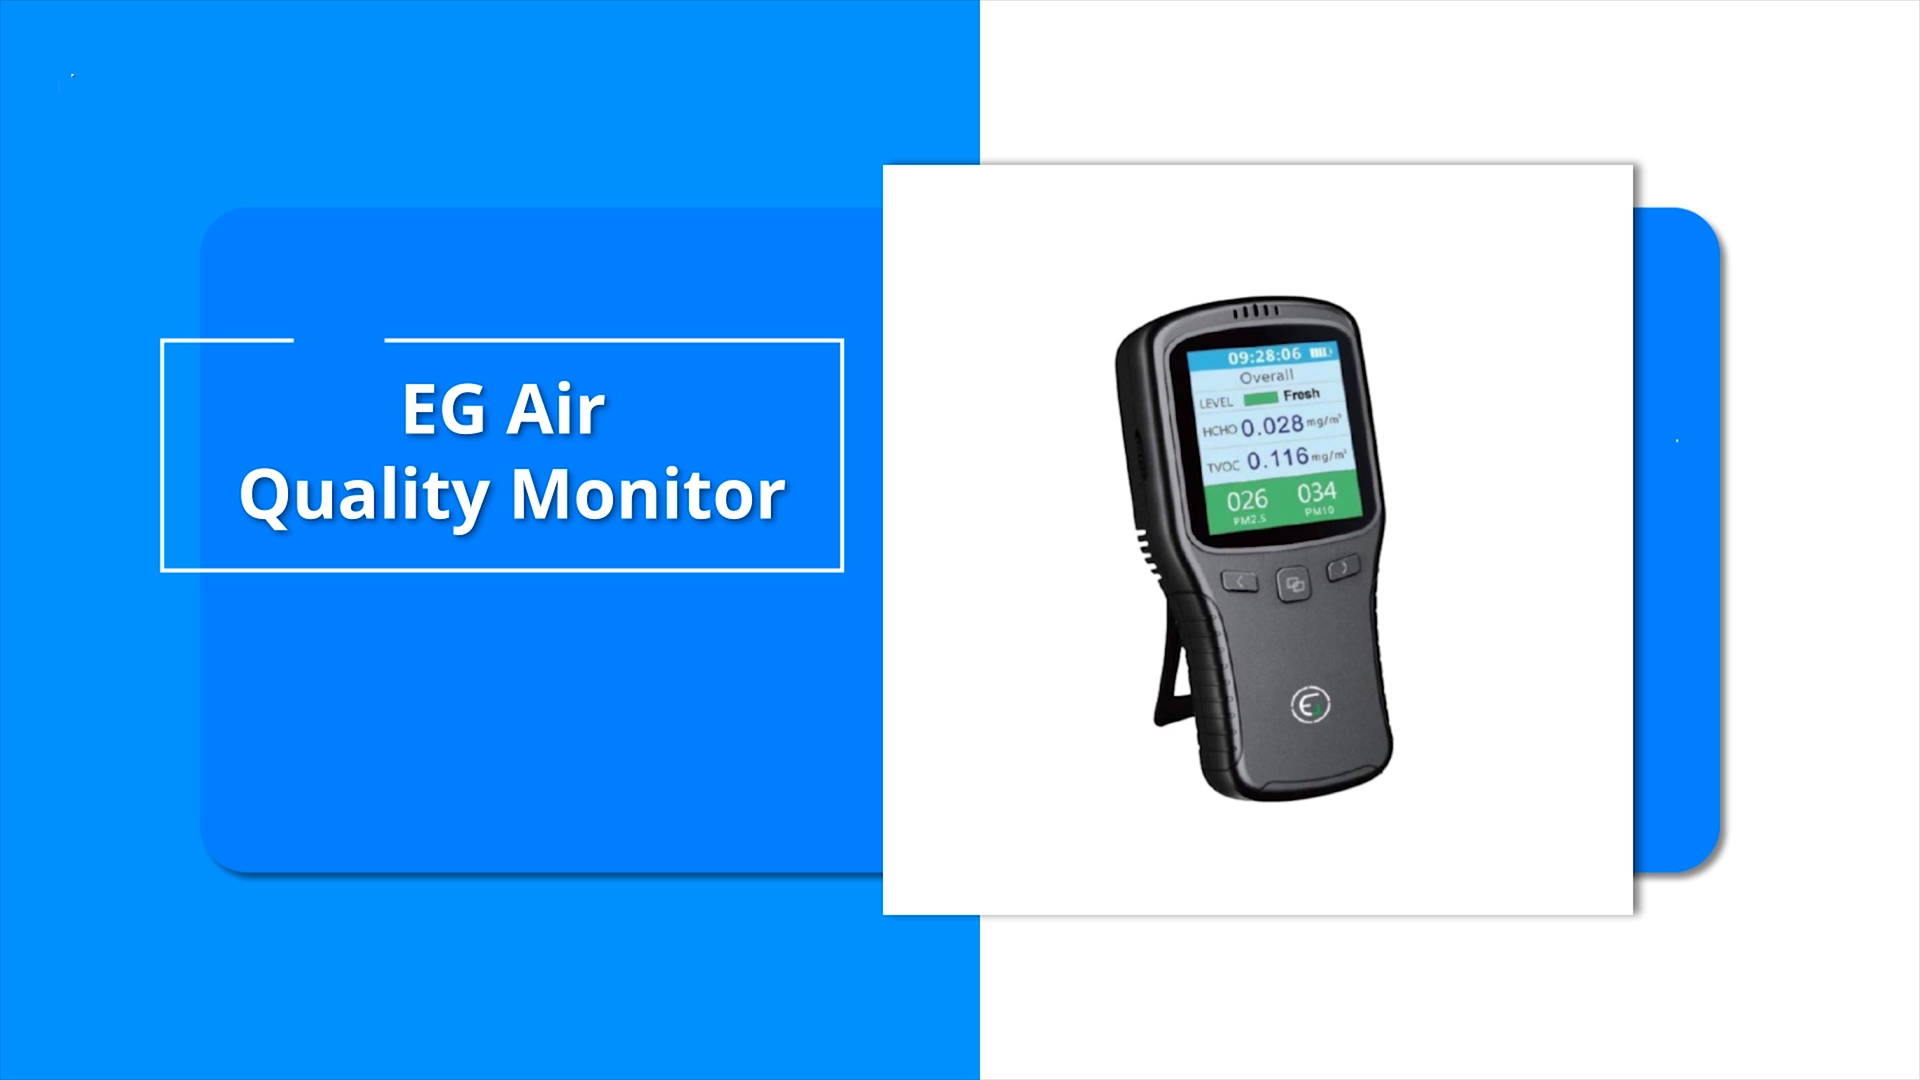 EG Air
Quality Monitor
09:28:06
Overall
LEVEL Fresh
HCHO 0.028 mg/m³
TVOC 0.116 mg/m³
026 034
PM2.5 PM10